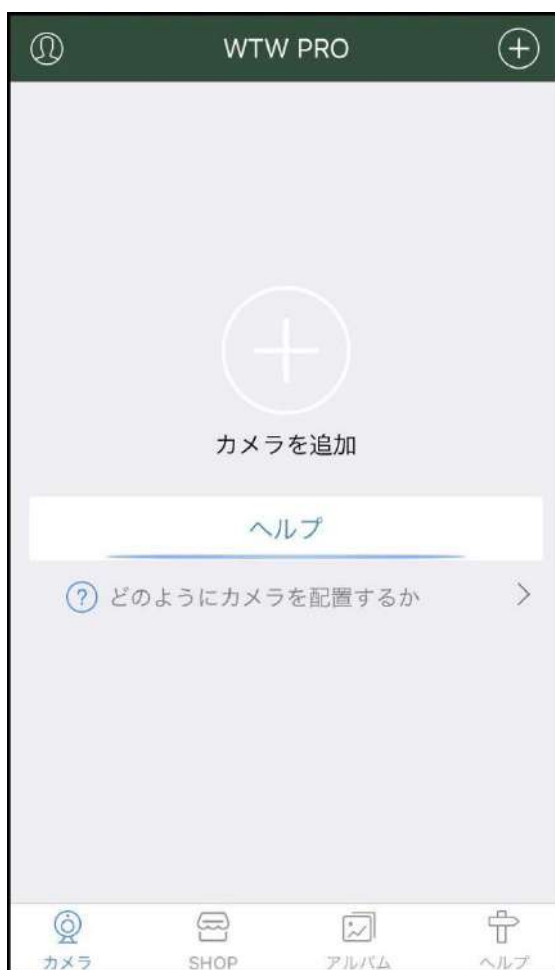 WTW PRO
カメラを追加
ヘルプ
? どのようにカメラを配置するか
カメラ
SHOP
アルバム
ヘルプ